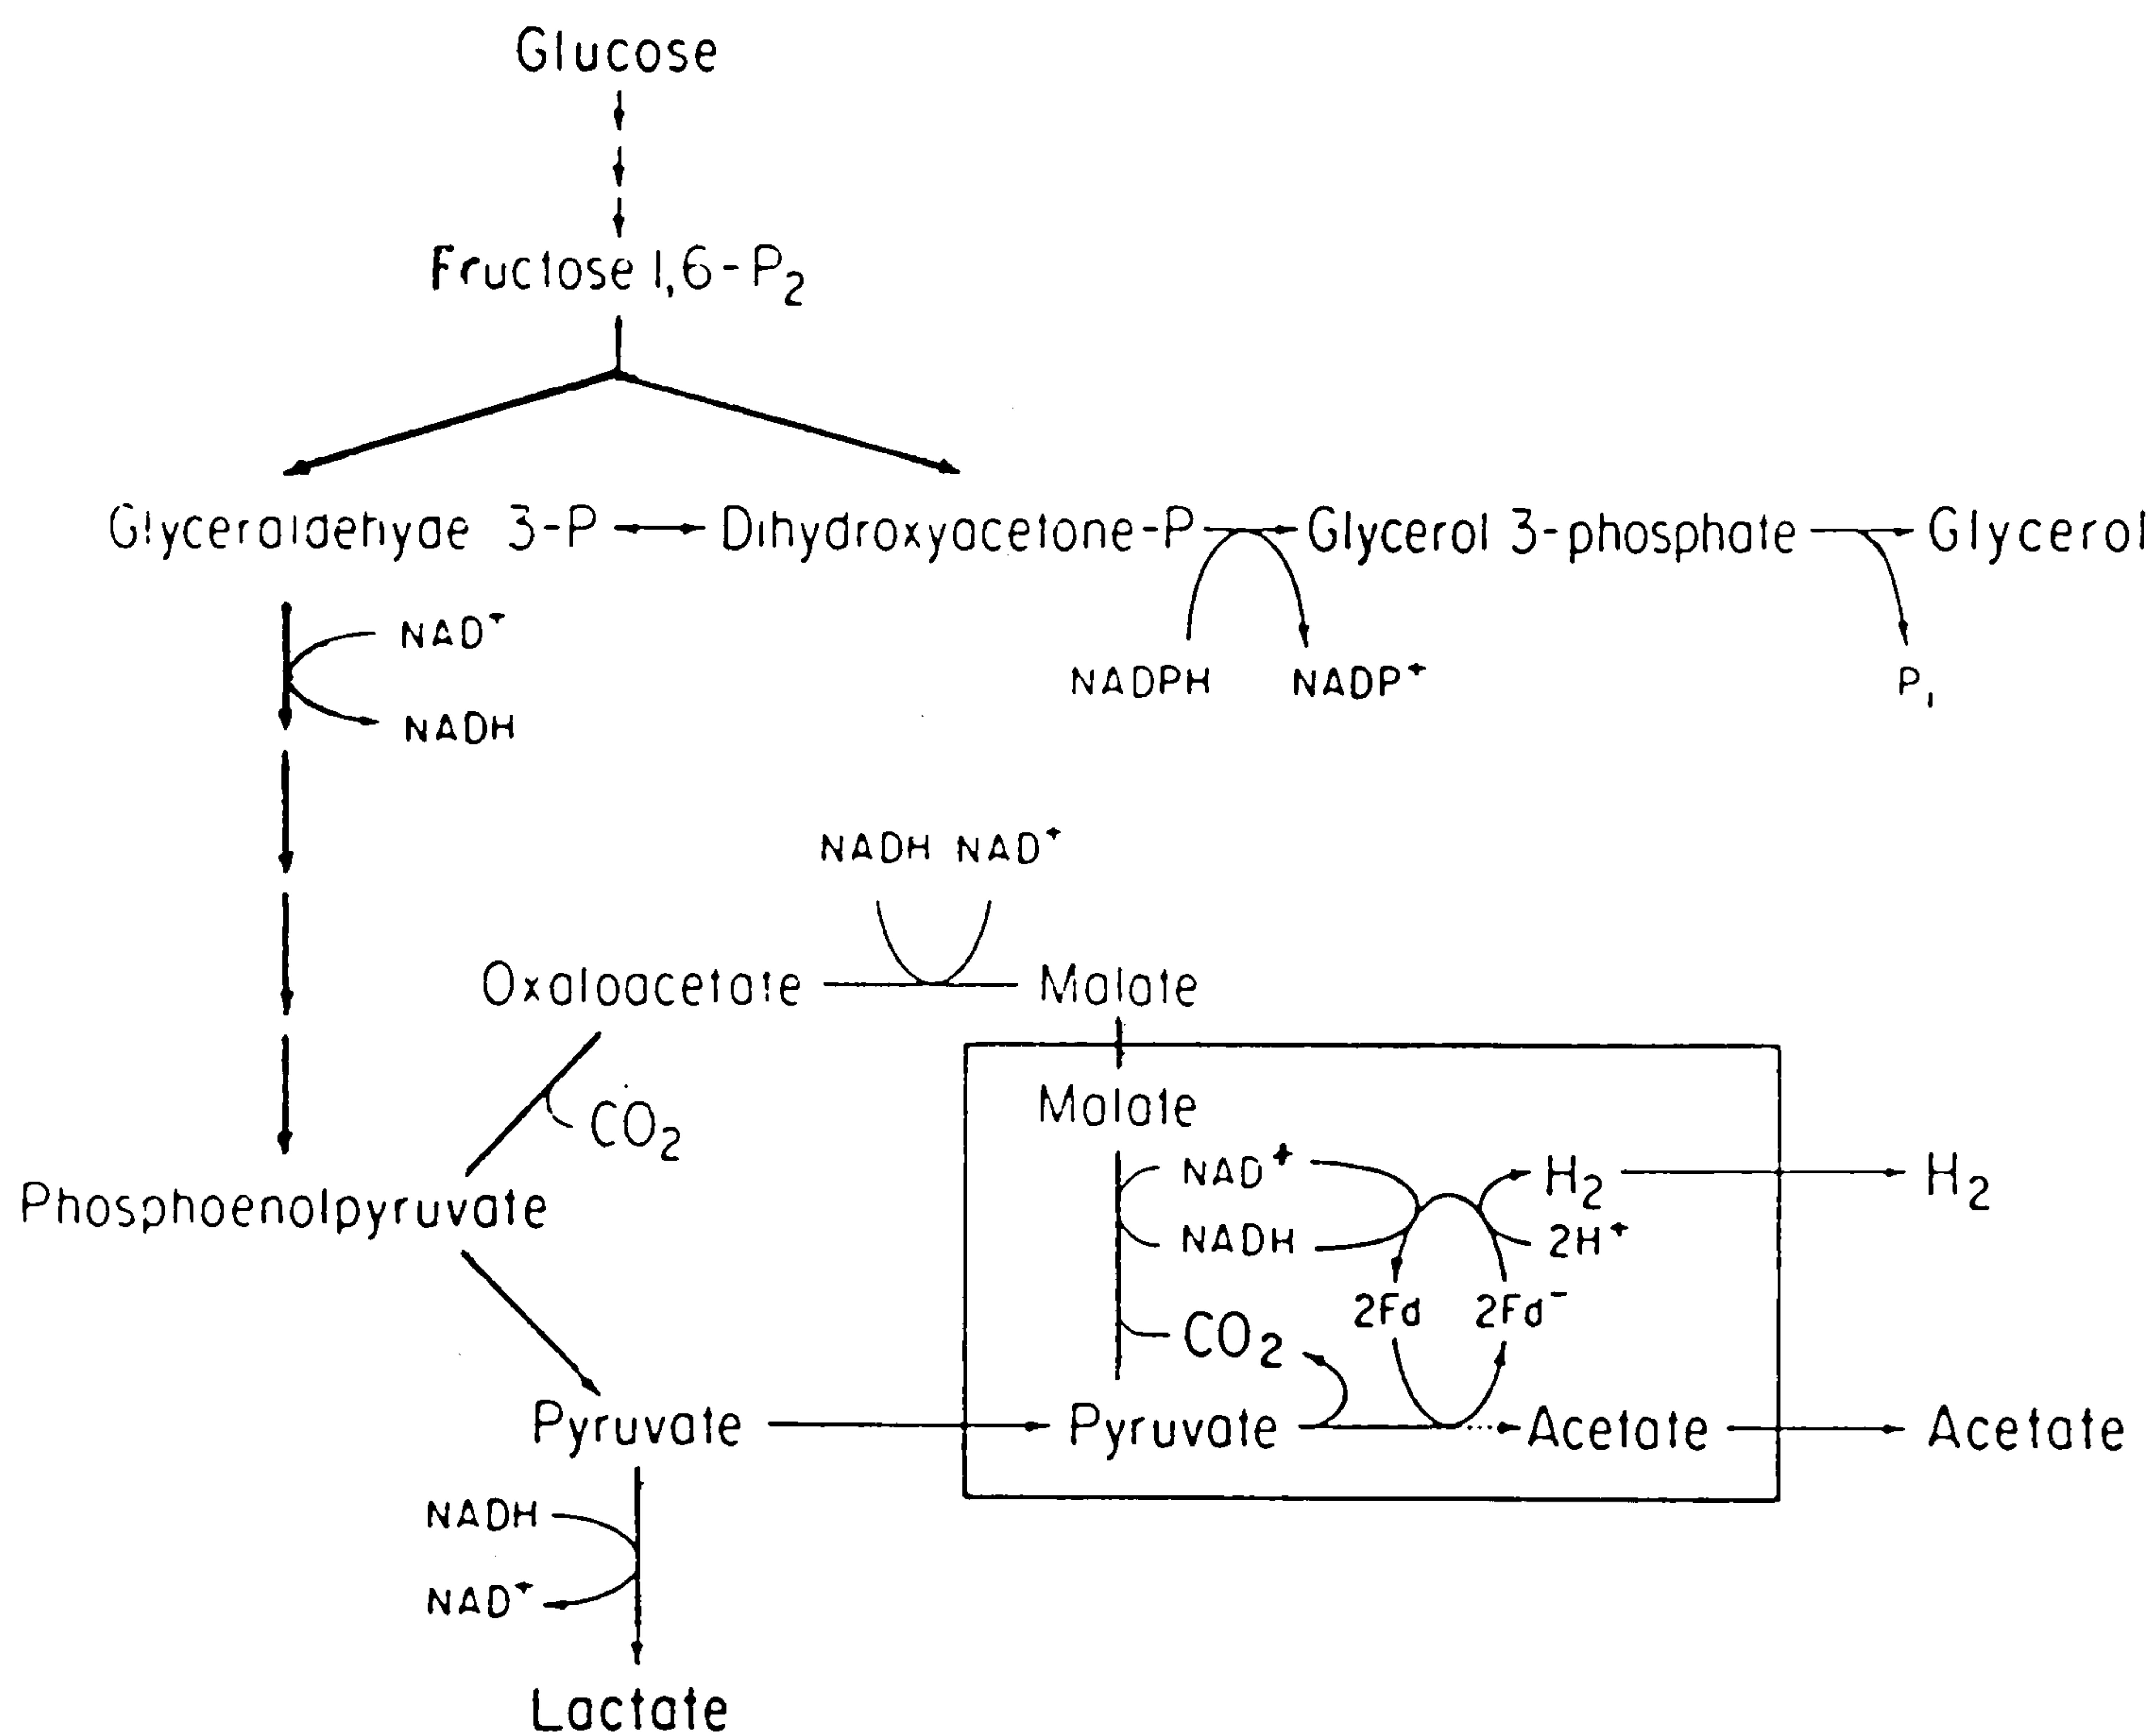 Glucose
Fructose 1,6-P2
Glyceraldehyde 3-P
Dihydroxyacetone-P
Glycerol 3-phosphate
Glycerol
NAD+
NADH
NADPH
NADP+
Pi
NADH NAD+
Oxaloacetate
Malate
CO2
Malate
Phosphoenolpyruvate
NAD+
NADH
H2
2H+
H2
2Fd
2Fd-
CO2
Pyruvate
Pyruvate
Acetate
Acetate
NADH
NAD+
Lactate